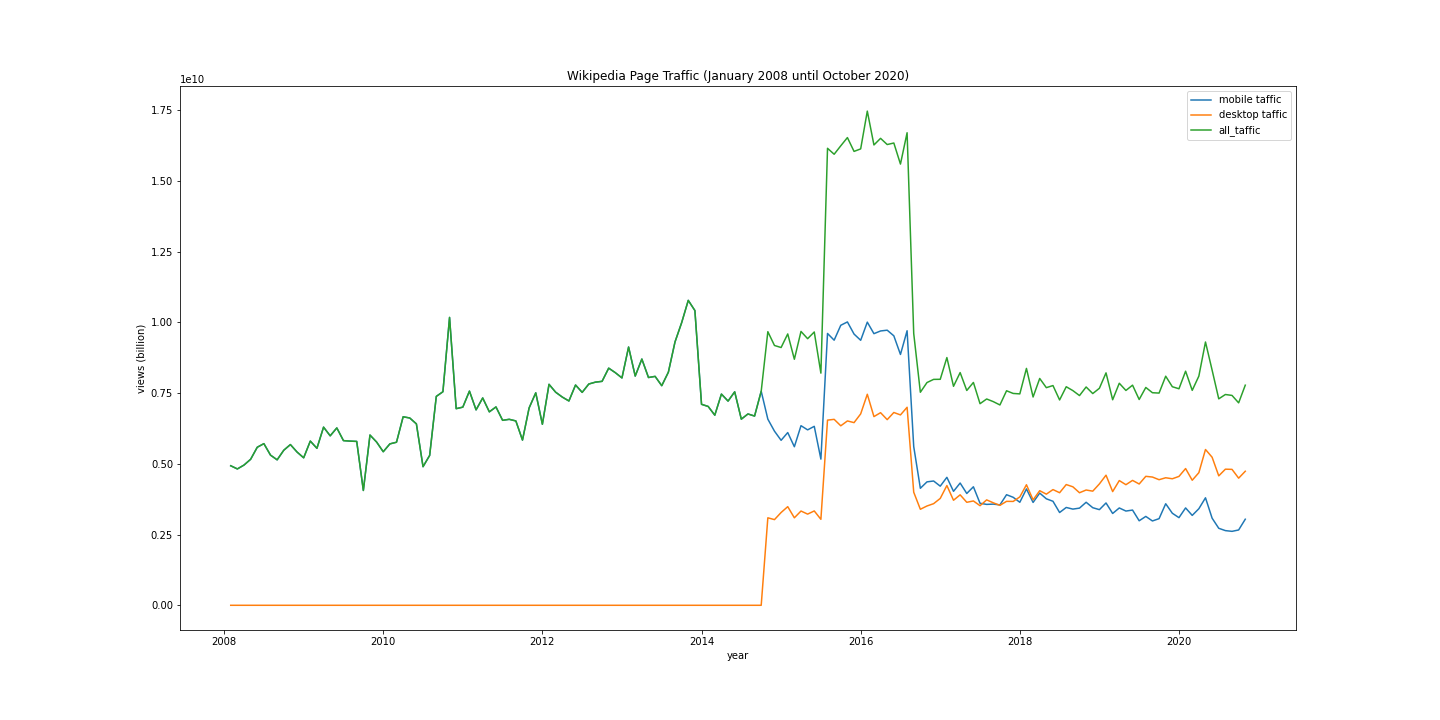 Wikipedia Page Traffic (January 2008 until October 2020)
1e10
mobile taffic
desktop taffic
all_taffic
1.75
1.50
1.25
1.00
0.75
0.50
0.25
0.00
views (billion)
2008 2010 2012 2014 2016 2018 2020
year